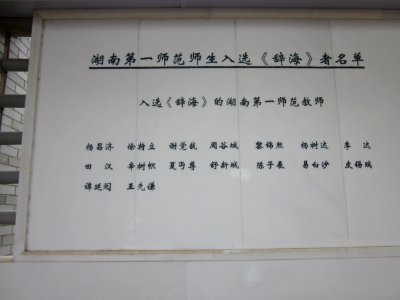 湖南第一师范师生入选《辞海》者名单
入选《辞海》的湖南第一师范教师
杨昌济 徐特立 谢觉哉 周谷城 黎锦熙 杨树达 李达
田汉 辛树帜 夏丏尊 舒新城 陈子展 易白沙 皮锡瑞
谭延闿 王先谦